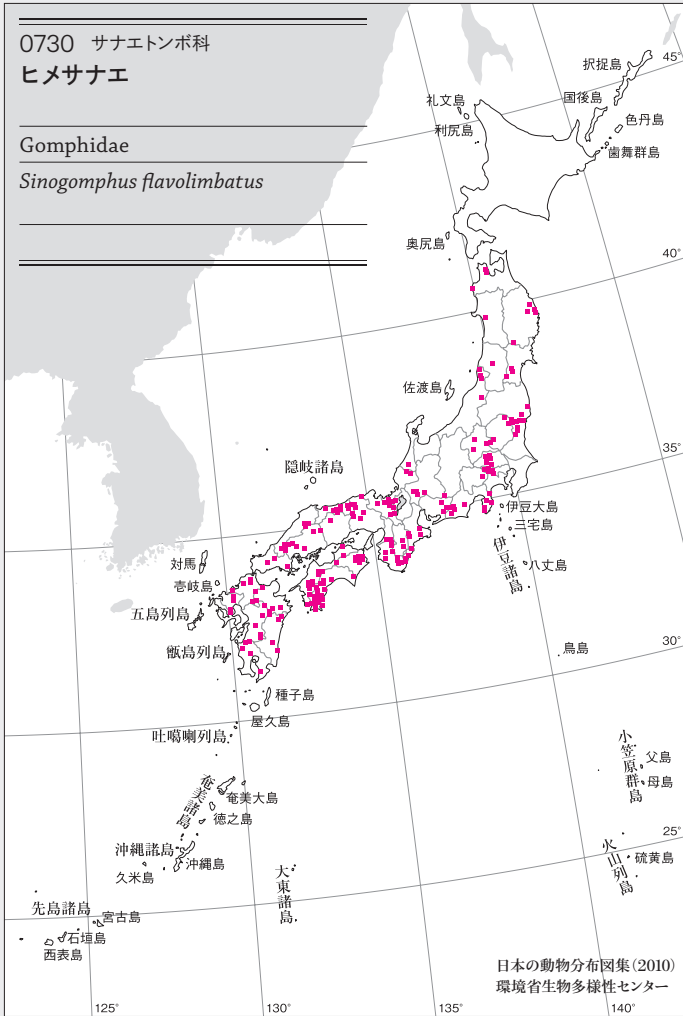 0730 サナエトンボ科
ヒメサナエ
Gomphidae
Sinogomphus flavolimbatus
45°
択捉島
国後島
礼文島
色丹島
利尻島
歯舞群島
奥尻島
40°
佐渡島
35°
隠岐諸島
伊豆大島
三宅島
伊豆諸島
八丈島
対馬
壱岐島
五島列島
甑島列島
鳥島
30°
種子島
屋久島
吐噶喇列島
小笠原群島
父島
母島
奄美諸島
奄美大島
徳之島
25°
沖縄諸島
沖縄島
久米島
火山列島
硫黄島
大東諸島
先島諸島
宮古島
石垣島
西表島
日本の動物分布図集(2010)
環境省生物多様性センター
125°
130°
135°
140°